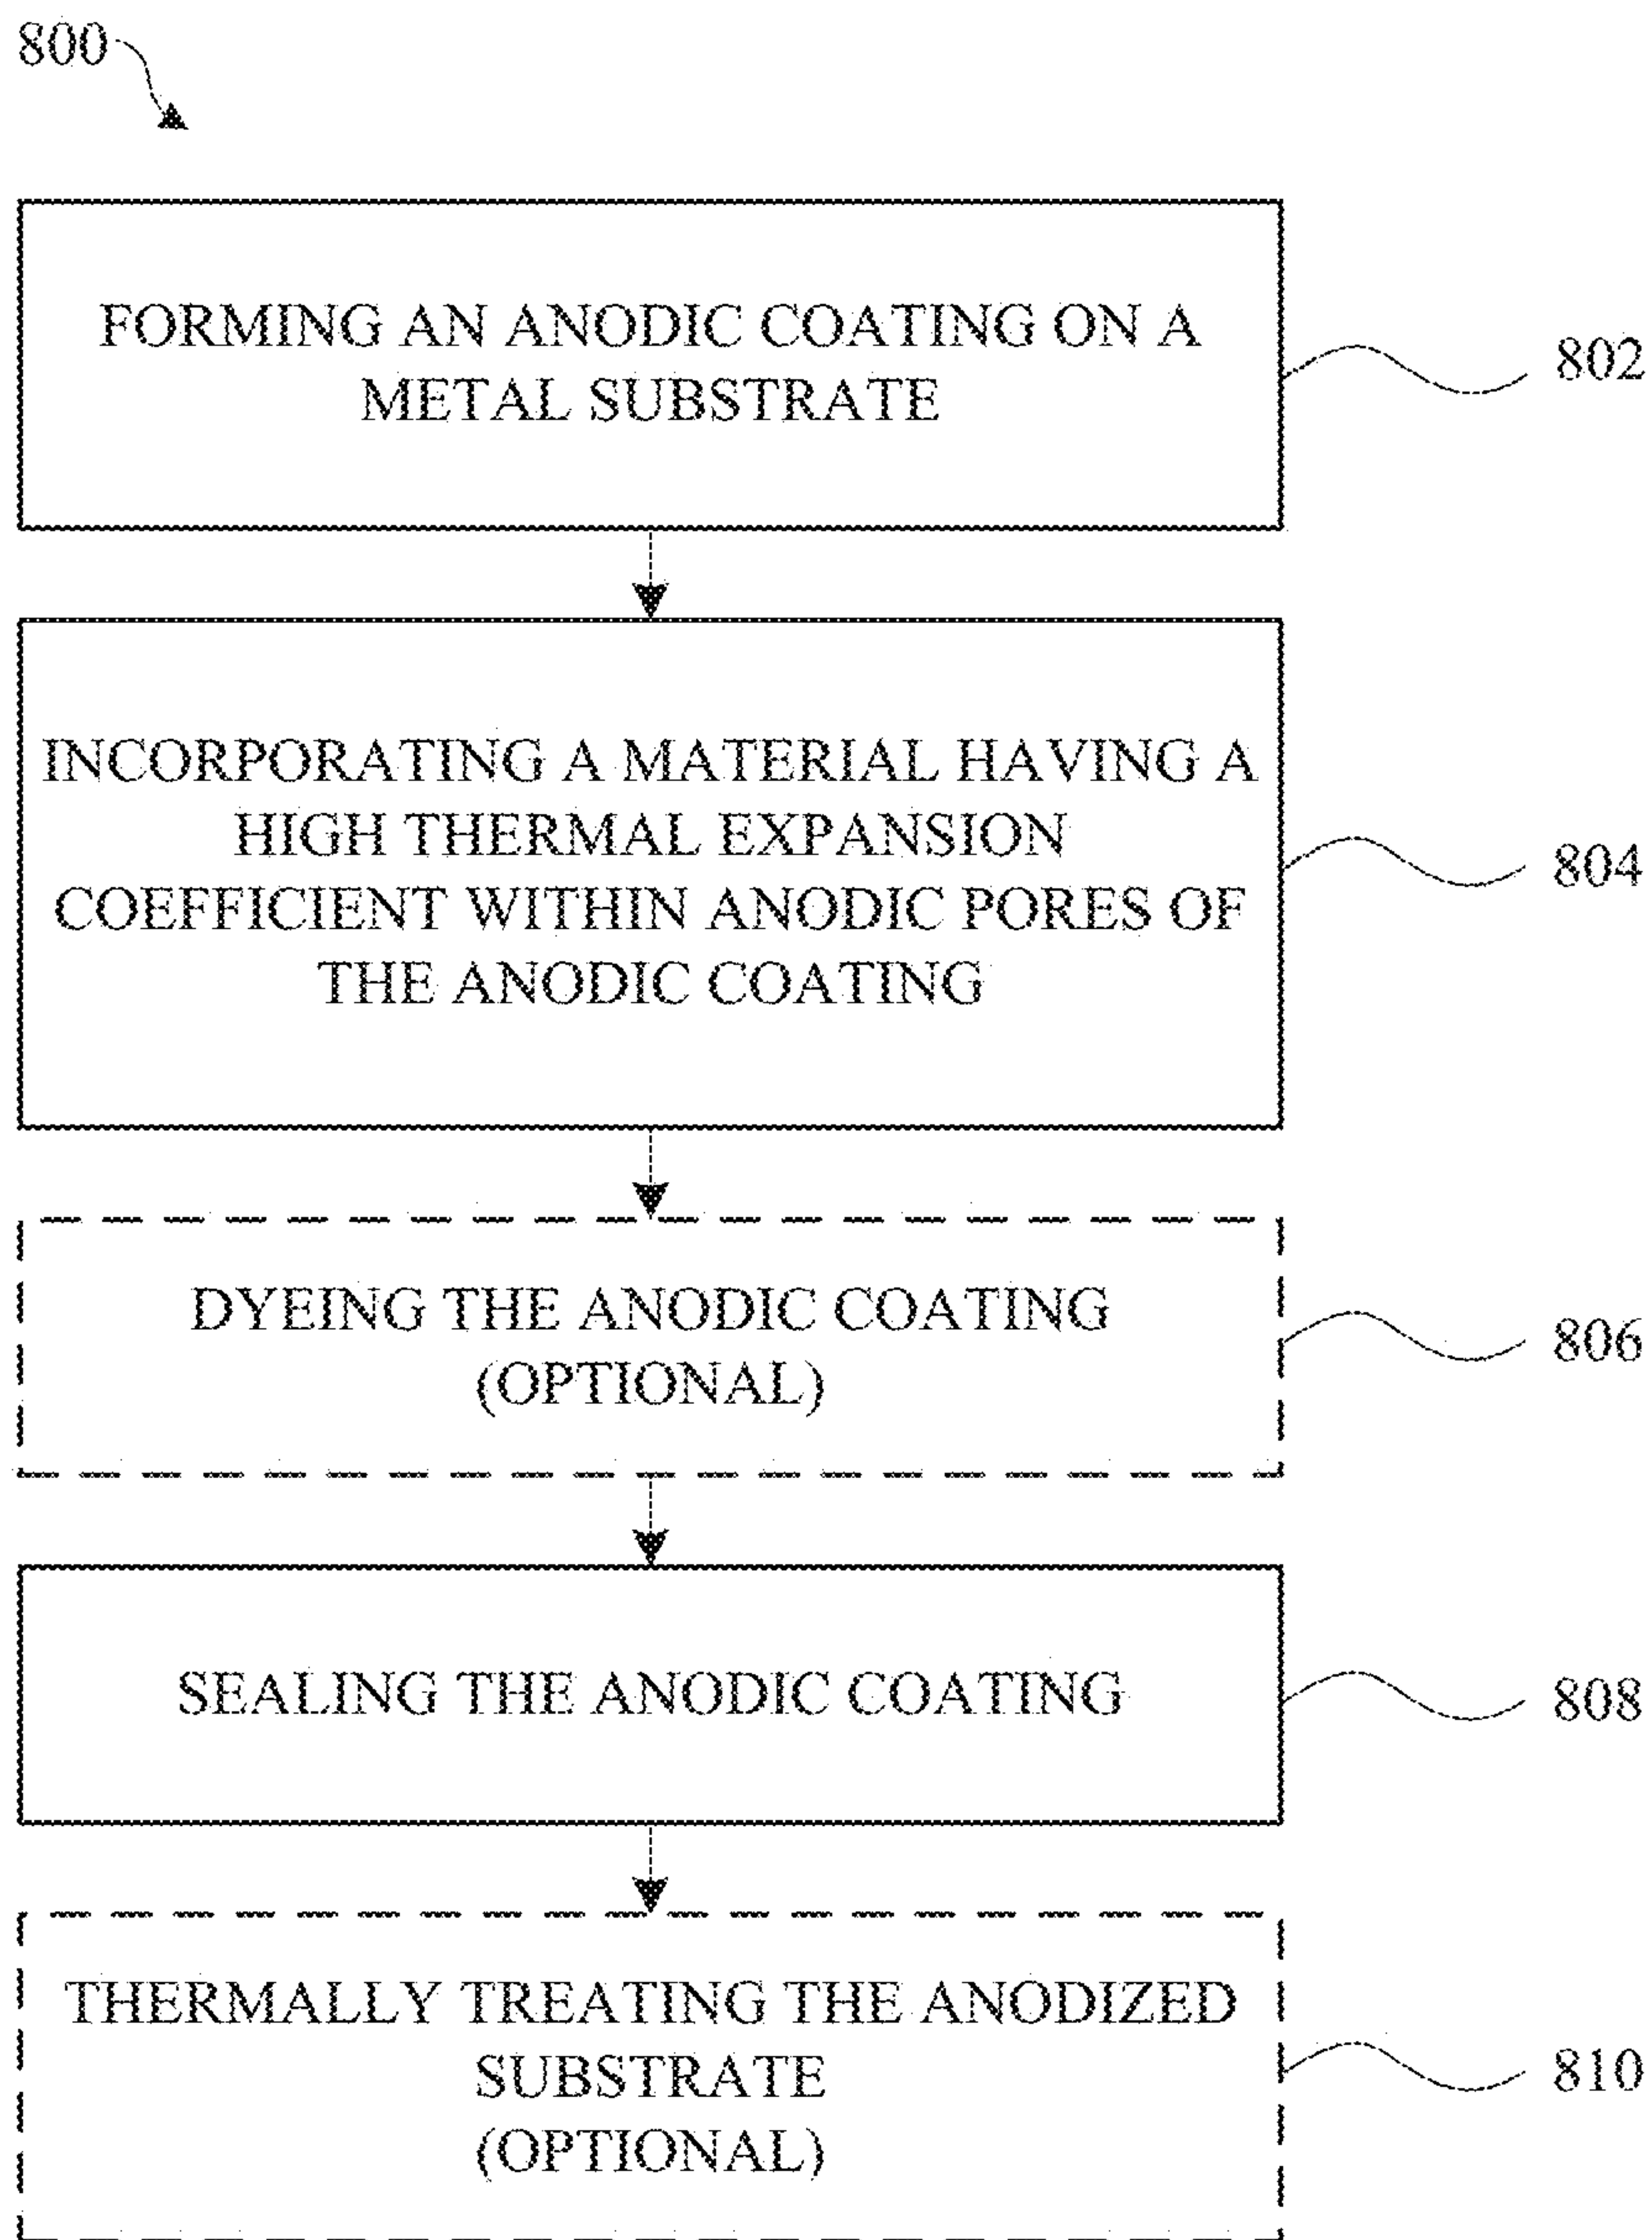 800
FORMING AN ANODIC COATING ON A
METAL SUBSTRATE
802
INCORPORATING A MATERIAL HAVING A
HIGH THERMAL EXPANSION
COEFFICIENT WITHIN ANODIC PORES OF
THE ANODIC COATING
804
DYEING THE ANODIC COATING
(OPTIONAL)
806
SEALING THE ANODIC COATING
808
THERMALLY TREATING THE ANODIZED
SUBSTRATE
(OPTIONAL)
810